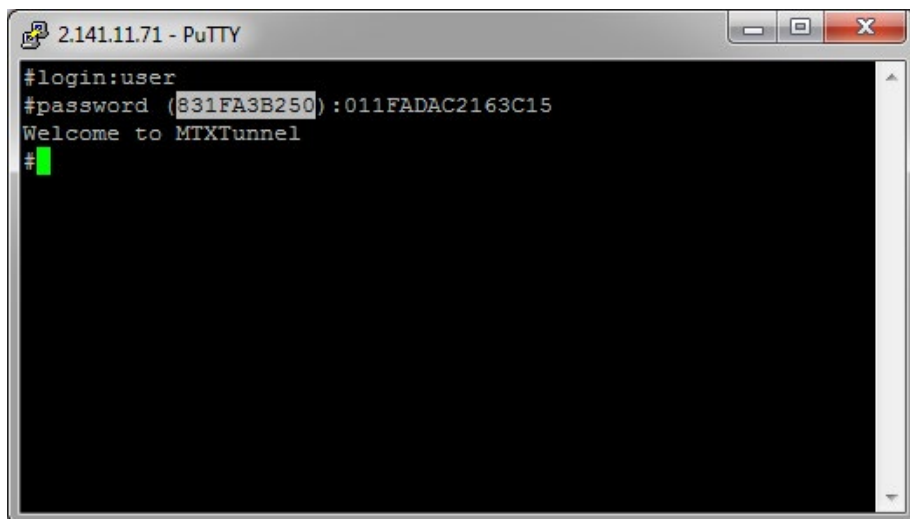 2.141.11.71 - PuTTY
#login:user
#password (831FA3B250):011FADAC2163C15
Welcome to MTXTunnel
#